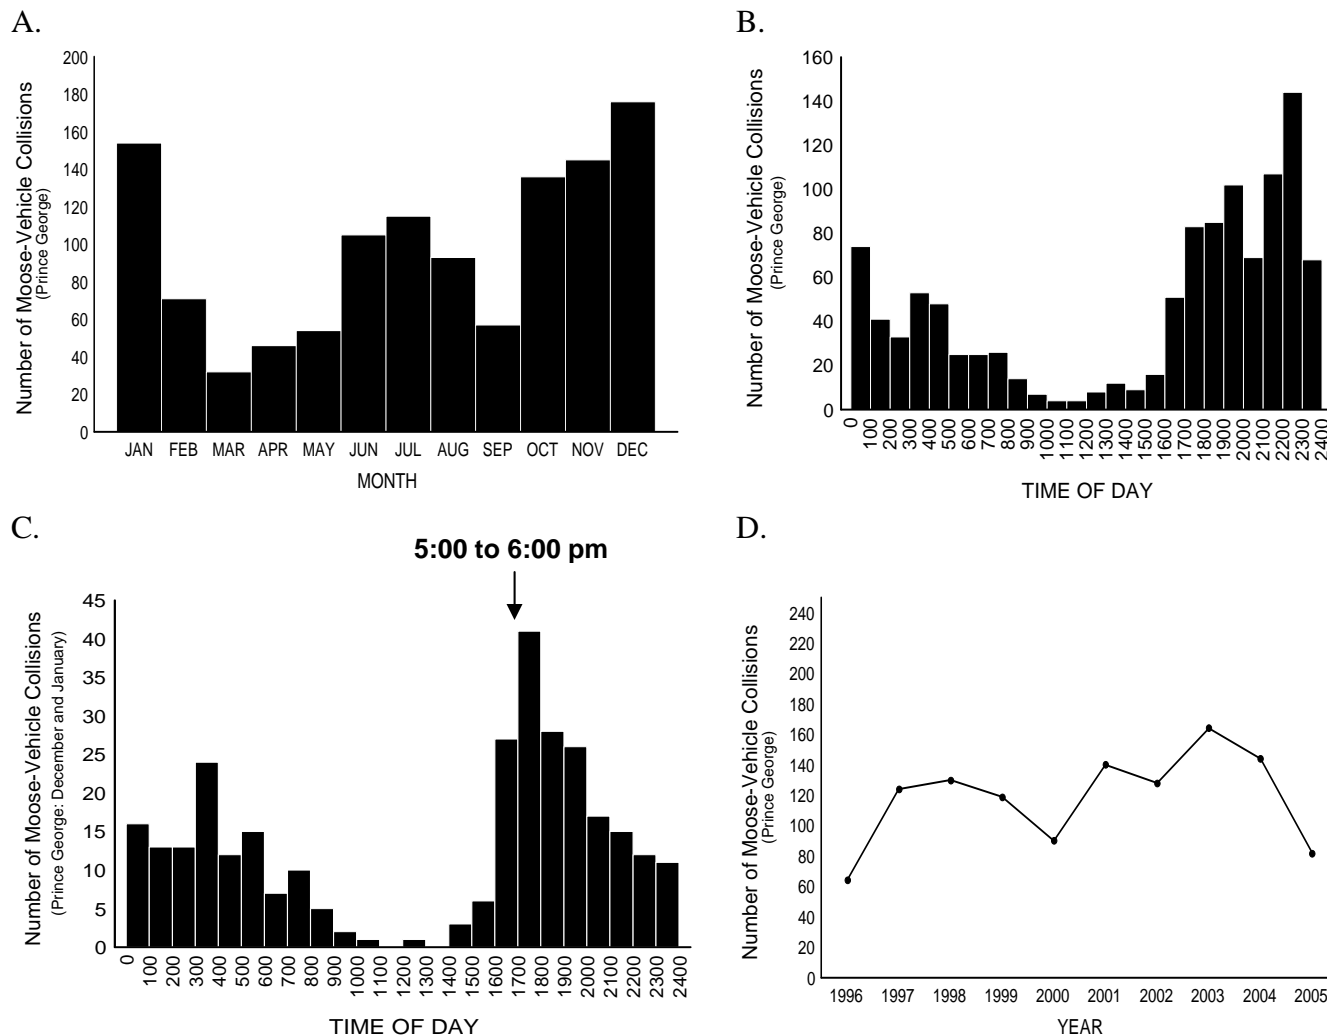 A.
Number of Moose-Vehicle Collisions
(Prince George)
200
180
160
140
120
100
80
60
40
20
0
JAN FEB MAR APR MAY JUN JUL AUG SEP OCT NOV DEC
MONTH
B.
Number of Moose-Vehicle Collisions
(Prince George)
160
140
120
100
80
60
40
20
0
0 100 200 300 400 500 600 700 800 900 1000 1100 1200 1300 1400 1500 1600 1700 1800 1900 2000 2100 2200 2300 2400
TIME OF DAY
C.
5:00 to 6:00 pm
Number of Moose-Vehicle Collisions
(Prince George: December and January)
45
40
35
30
25
20
15
10
5
0
0 100 200 300 400 500 600 700 800 900 1000 1100 1200 1300 1400 1500 1600 1700 1800 1900 2000 2100 2200 2300 2400
TIME OF DAY
D.
Number of Moose-Vehicle Collisions
(Prince George)
240
220
200
180
160
140
120
100
80
60
40
20
0
1996 1997 1998 1999 2000 2001 2002 2003 2004 2005
YEAR